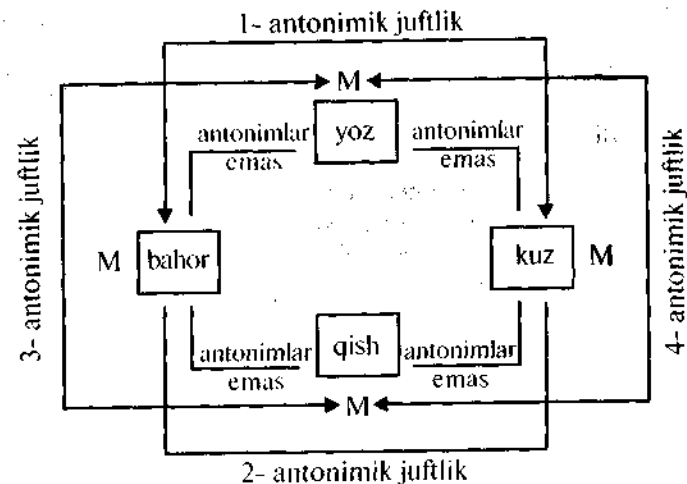 1- antonimik juftlik
M
yoz
antonimlar
emas
antonimlar
emas
3- antonimik juftlik
4- antonimik juftlik
M
bahor
kuz
M
qish
antonimlar
emas
antonimlar
emas
M
2- antonimik juftlik